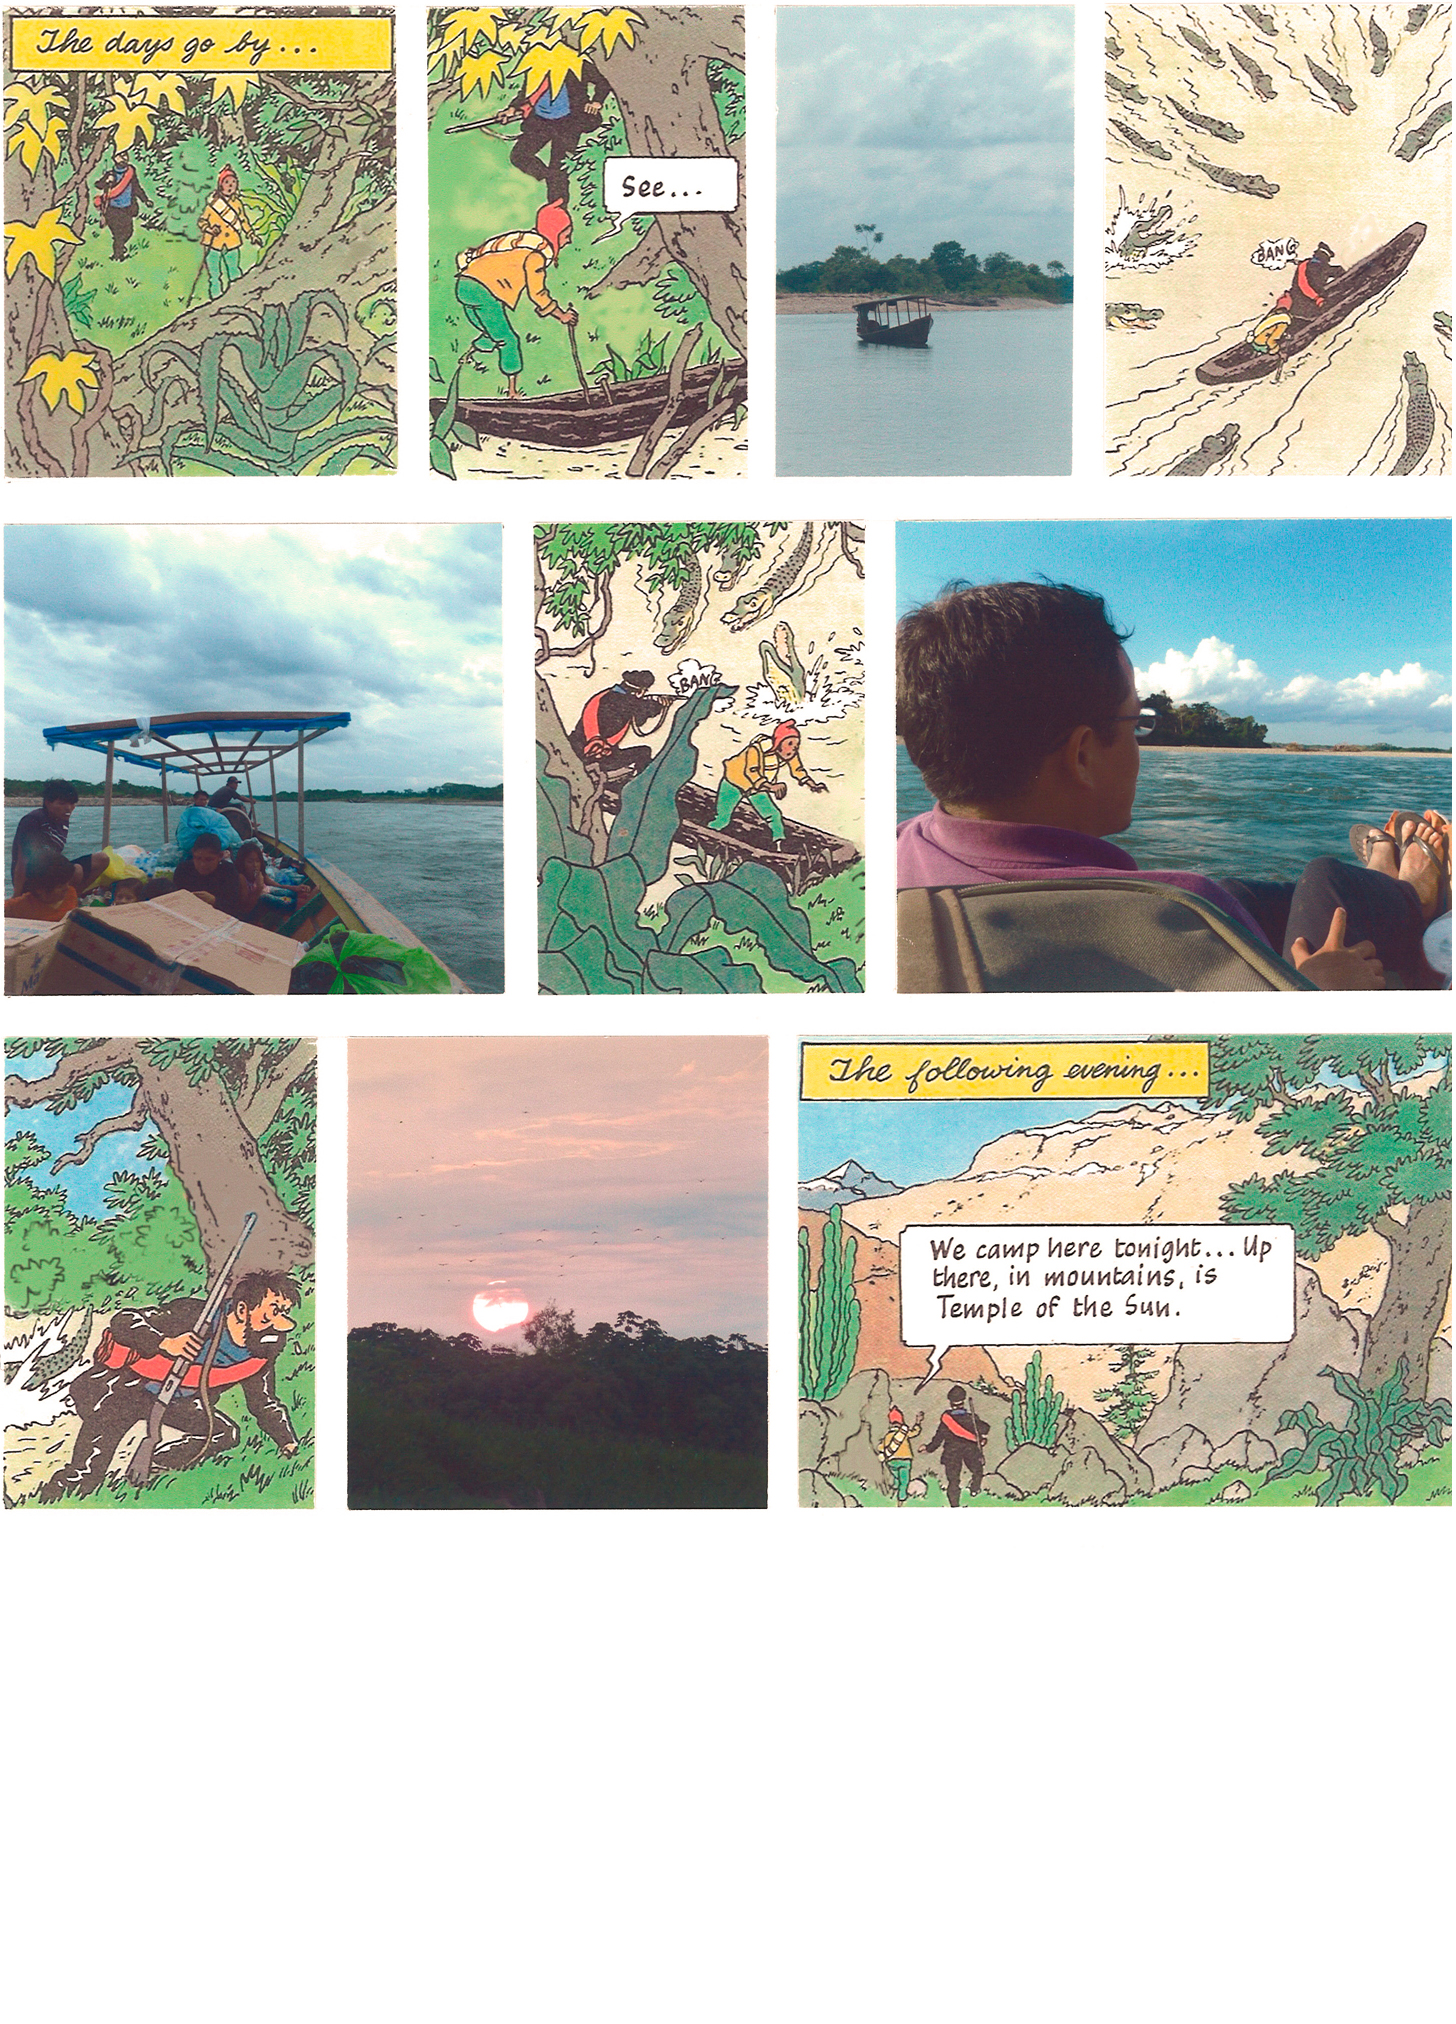 The days go by...
See...
BANG
BANG
The following evening...
We camp here tonight... Up
there, in mountains, is
Temple of the Sun.